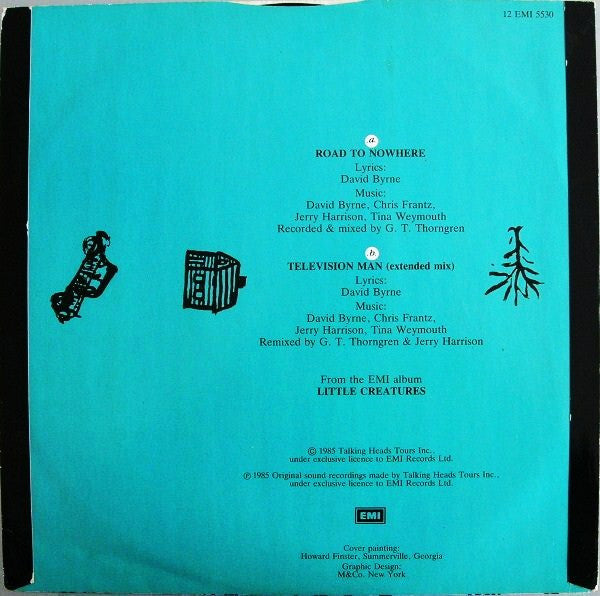 12 EMI 5530
a.
ROAD TO NOWHERE
Lyrics:
David Byrne
Music:
David Byrne, Chris Frantz,
Jerry Harrison, Tina Weymouth
Recorded & mixed by G. T. Thorngren
b.
TELEVISION MAN (extended mix)
Lyrics:
David Byrne
Music:
David Byrne, Chris Frantz,
Jerry Harrison, Tina Weymouth
Remixed by G. T. Thorngren & Jerry Harrison
From the EMI album
LITTLE CREATURES
© 1985 Talking Heads Tours Inc.,
under exclusive licence to EMI Records Ltd.
℗ 1985 Original sound recordings made by Talking Heads Tours Inc.,
under exclusive licence to EMI Records Ltd.
EMI
Cover painting:
Howard Finster, Summerville, Georgia
Graphic Design:
M&Co. New York